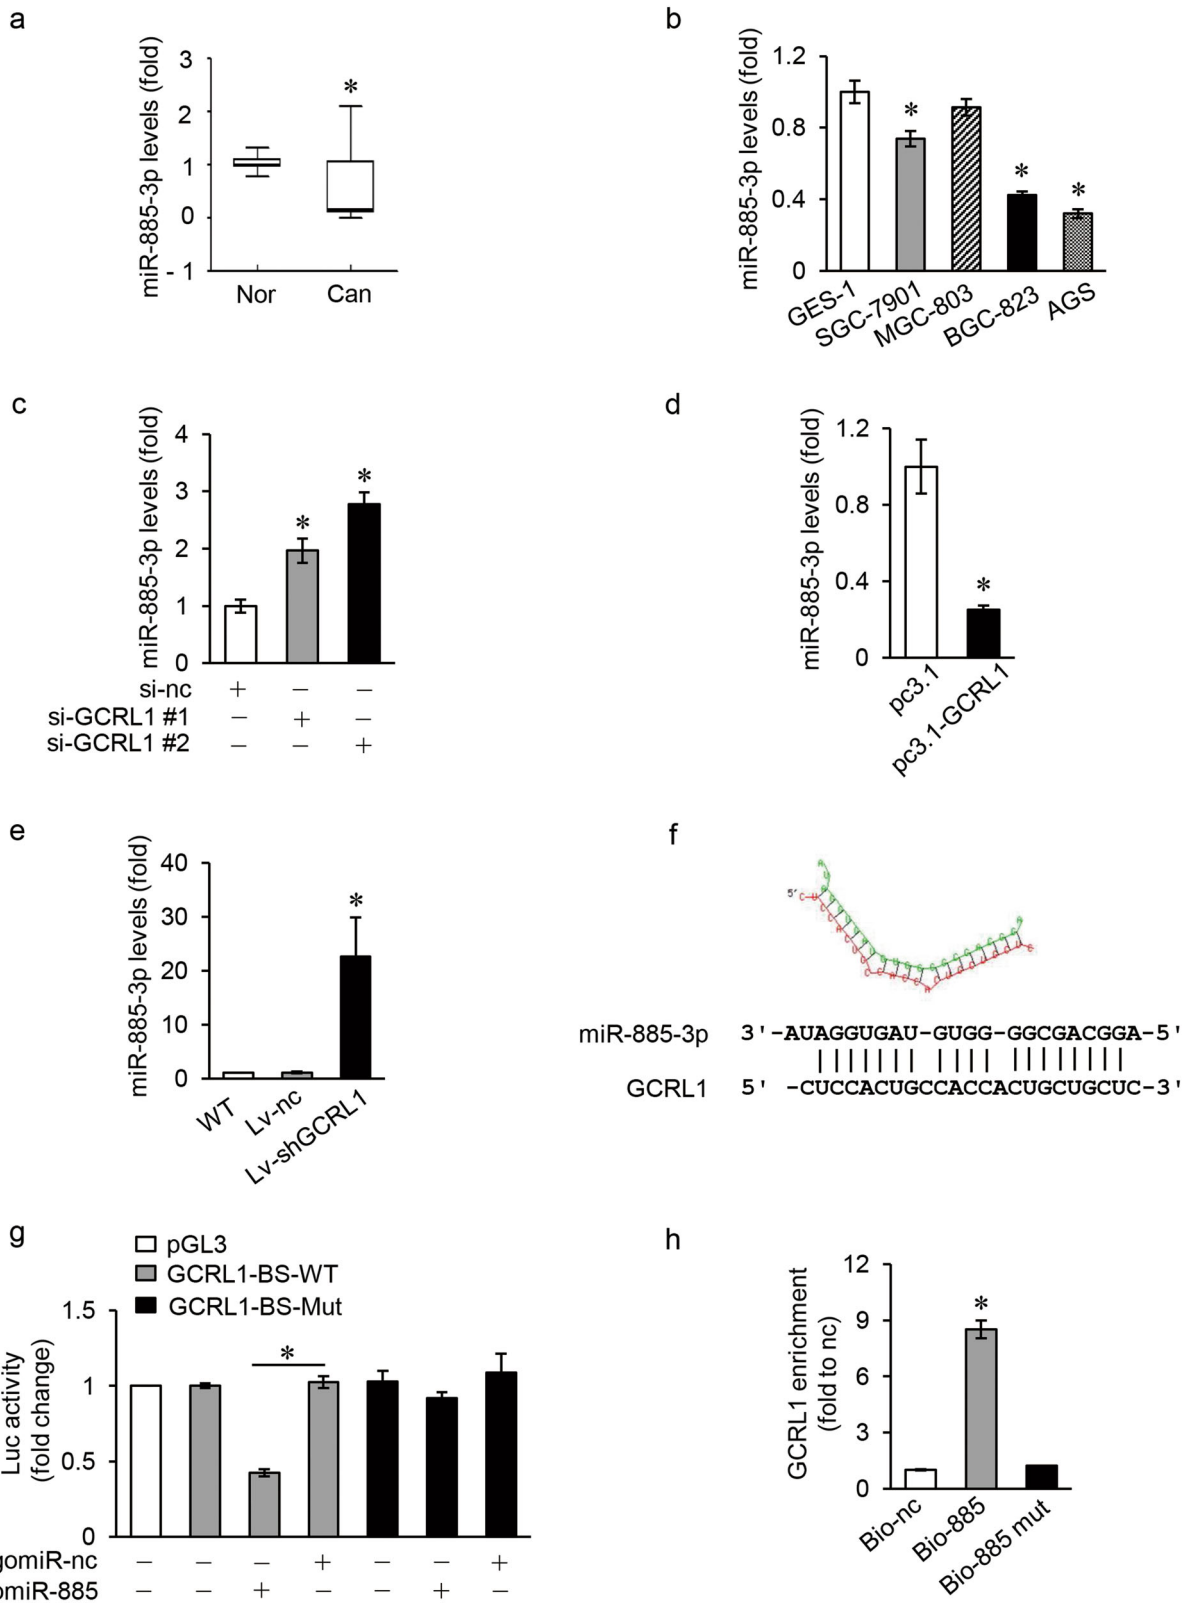 a
miR-885-3p levels (fold)
3
2
1
0
- 1
*
Nor Can
b
miR-885-3p levels (fold)
1.2
0.8
0.4
0
* * *
GES-1 SGC-7901 MGC-803 BGC-823 AGS
c
miR-885-3p levels (fold)
4
3
2
1
0
* *
si-nc + − −
si-GCRL1 #1 − + −
si-GCRL1 #2 − − +
d
miR-885-3p levels (fold)
1.2
0.8
0.4
0
*
pc3.1 pc3.1-GCRL1
e
miR-885-3p levels (fold)
40
30
20
10
0
*
WT Lv-nc Lv-shGCRL1
f
5'
miR-885-3p 3'-AUAGGUGAU-GUGG-GGCGACGGA-5'
GCRL1 5' -CUCCACUGCCACCACUGCUGCUC-3'
g
pGL3
GCRL1-BS-WT
GCRL1-BS-Mut
Luc activity
(fold change)
1.5
1
0.5
0
*
gomiR-nc − − − + − − +
omiR-885 − − + − − + −
h
GCRL1 enrichment
(fold to nc)
12
9
6
3
0
*
Bio-nc Bio-885 Bio-885 mut